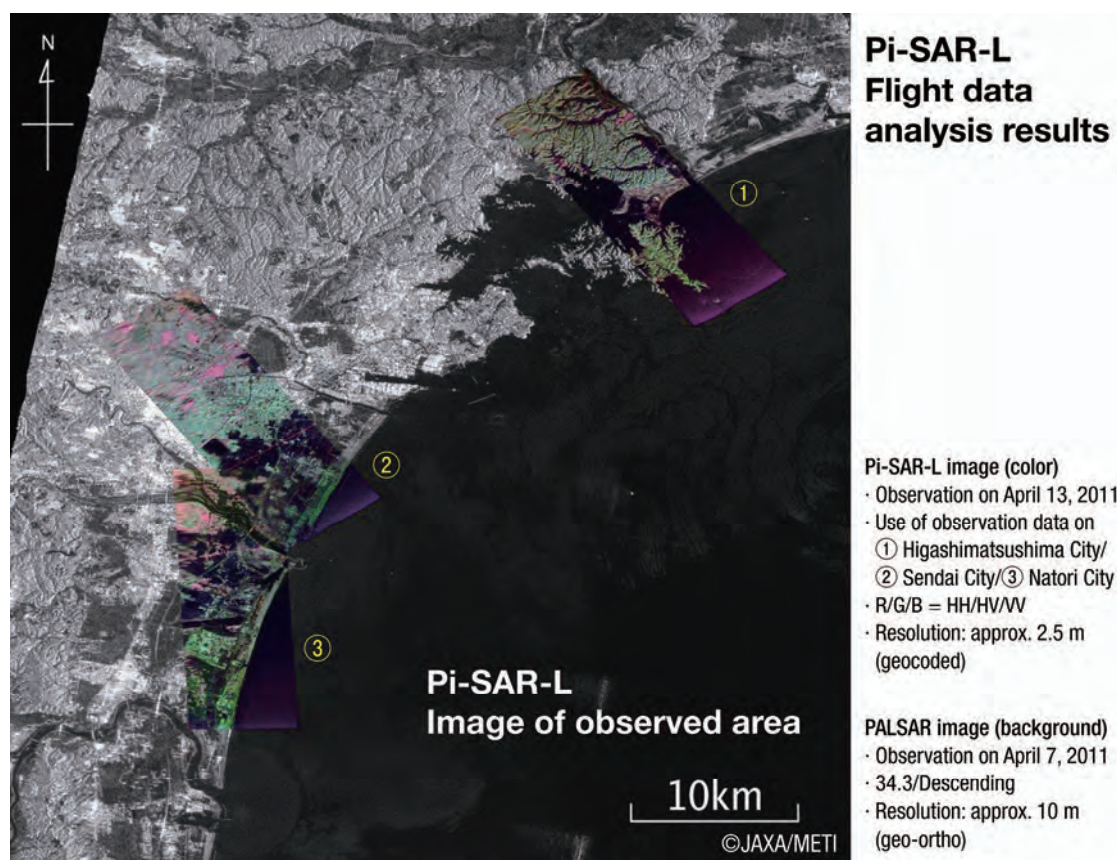 N
Pi-SAR-L
Flight data
analysis results
①
②
③
Pi-SAR-L
Image of observed area
10km
©JAXA/METI
Pi-SAR-L image (color)
· Observation on April 13, 2011
· Use of observation data on
① Higashimatsushima City/
② Sendai City/③ Natori City
· R/G/B = HH/HV/VV
· Resolution: approx. 2.5 m
(geocoded)
PALSAR image (background)
· Observation on April 7, 2011
· 34.3/Descending
· Resolution: approx. 10 m
(geo-ortho)